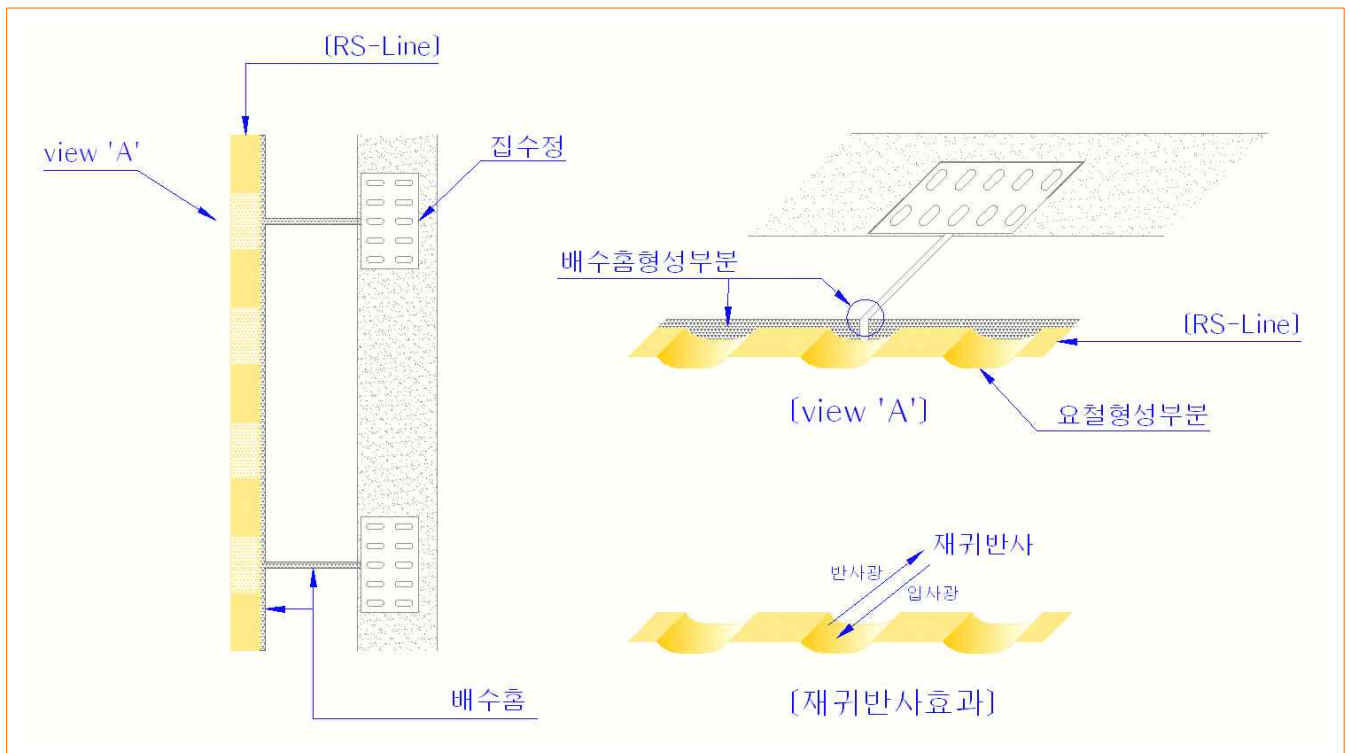 [RS-Line]
view 'A'
집수정
배수홈
배수홈형성부분
[RS-Line]
[view 'A']
요철형성부분
재귀반사
반사광
입사광
[재귀반사효과]